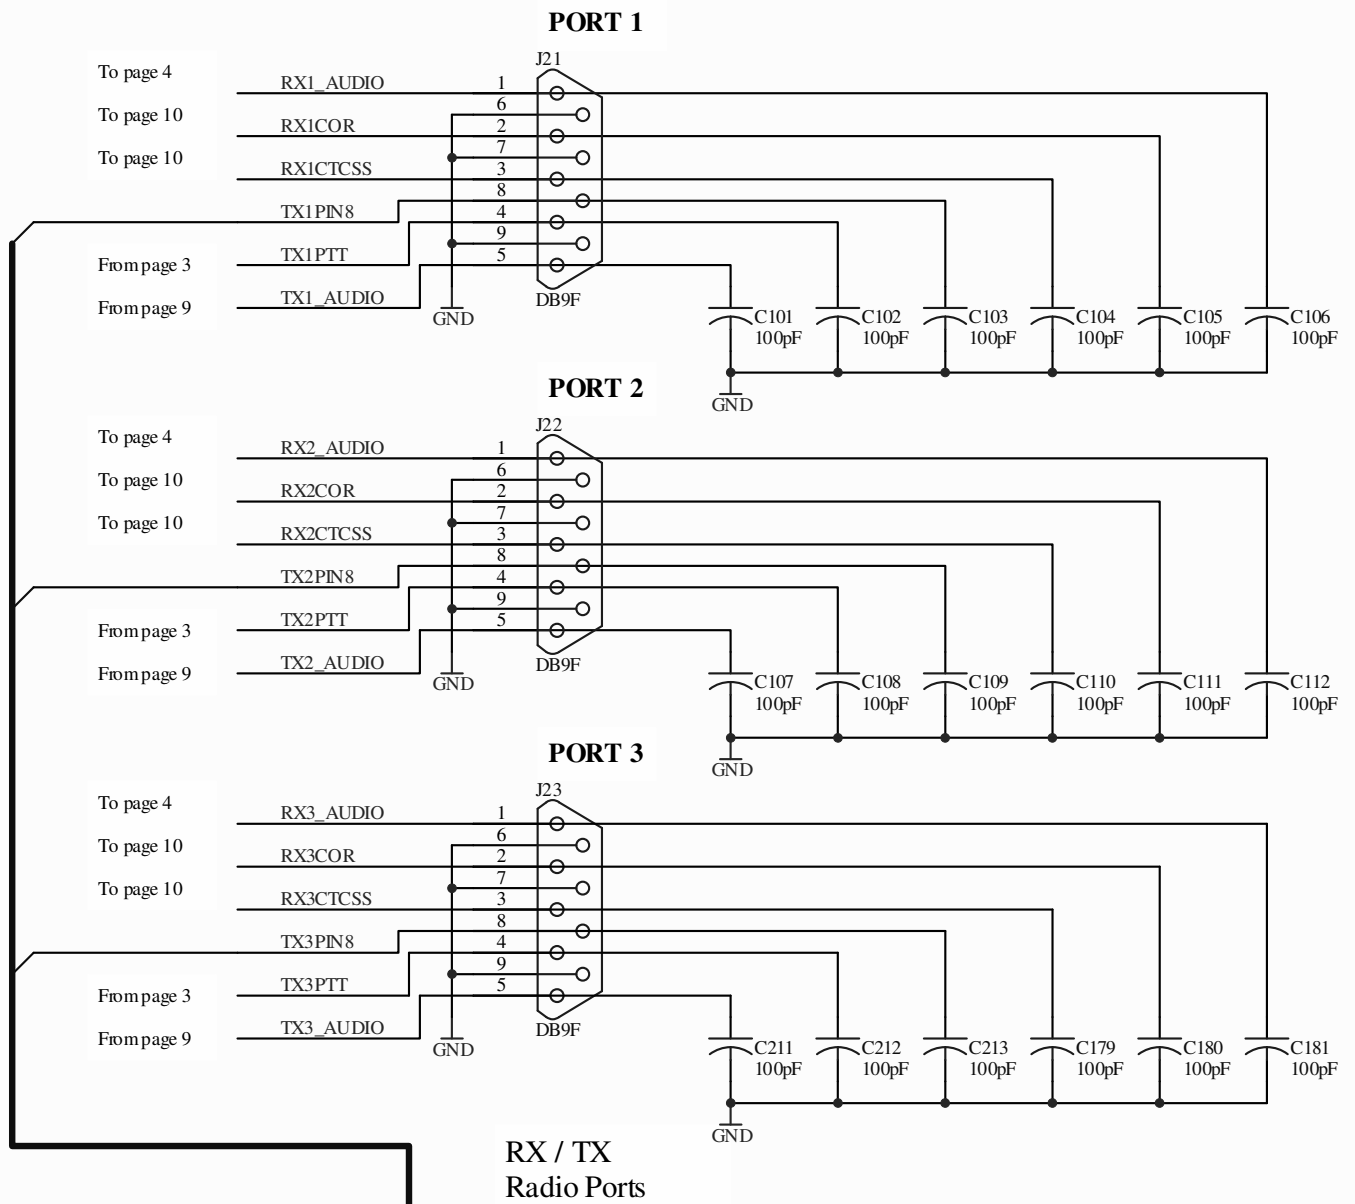 PORT 1
J21
To page 4
RX1_AUDIO
1
6
To page 10
RX1COR
2
7
To page 10
RX1CTCSS
3
8
TX1PIN8
4
9
From page 3
TX1PTT
5
From page 9
TX1_AUDIO
GND
DB9F
C101
100pF
C102
100pF
C103
100pF
C104
100pF
C105
100pF
C106
100pF
GND
PORT 2
J22
To page 4
RX2_AUDIO
1
6
To page 10
RX2COR
2
7
To page 10
RX2CTCSS
3
8
TX2PIN8
4
9
From page 3
TX2PTT
5
From page 9
TX2_AUDIO
GND
DB9F
C107
100pF
C108
100pF
C109
100pF
C110
100pF
C111
100pF
C112
100pF
GND
PORT 3
J23
To page 4
RX3_AUDIO
1
6
To page 10
RX3COR
2
7
To page 10
RX3CTCSS
3
8
TX3PIN8
4
9
From page 3
TX3PTT
5
From page 9
TX3_AUDIO
GND
DB9F
C211
100pF
C212
100pF
C213
100pF
C179
100pF
C180
100pF
C181
100pF
GND
RX / TX
Radio Ports